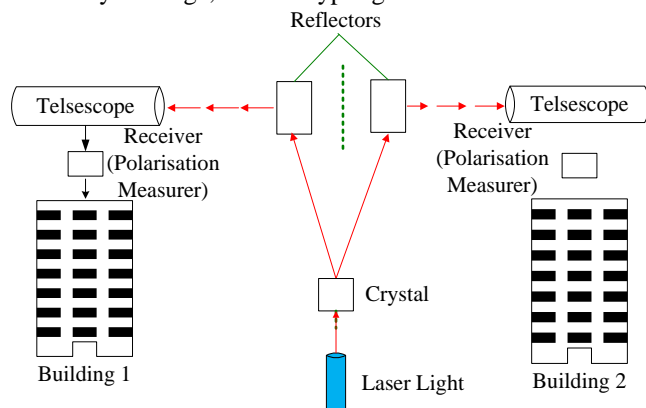 Reflectors
Telsescope
Telsescope
Receiver
(Polarisation
Measurer)
Receiver
(Polarisation
Measurer)
Crystal
Laser Light
Building 1
Building 2